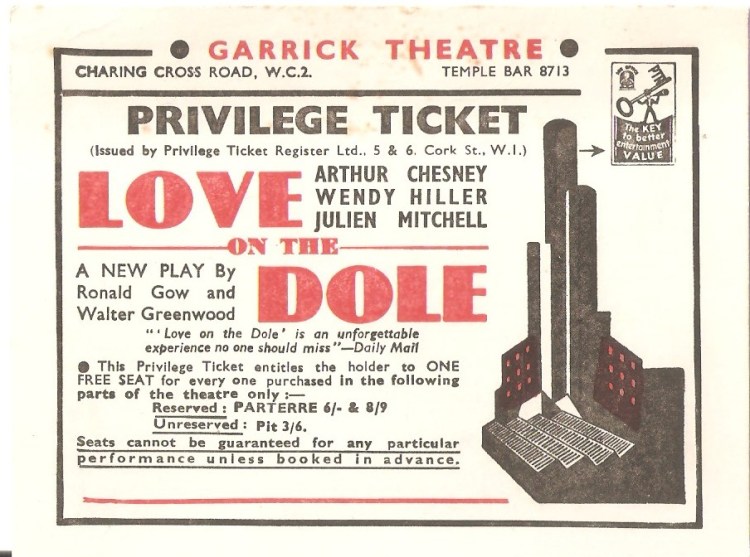 ● GARRICK THEATRE ●
CHARING CROSS ROAD, W.C.2. TEMPLE BAR 8713
PRIVILEGE TICKET
(Issued by Privilege Ticket Register Ltd., 5 & 6. Cork St., W.1.)
LOVE
ARTHUR CHESNEY
WENDY HILLER
JULIEN MITCHELL
ON THE
DOLE
A NEW PLAY By
Ronald Gow and
Walter Greenwood
"'Love on the Dole' is an unforgettable
experience no one should miss"—Daily Mail
● This Privilege Ticket entitles the holder to ONE
FREE SEAT for every one purchased in the following
parts of the theatre only :—
Reserved : PARTERRE 6/- & 8/9
Unreserved : Pit 3/6.
Seats cannot be guaranteed for any particular
performance unless booked in advance.
The KEY
to better
entertainment
VALUE